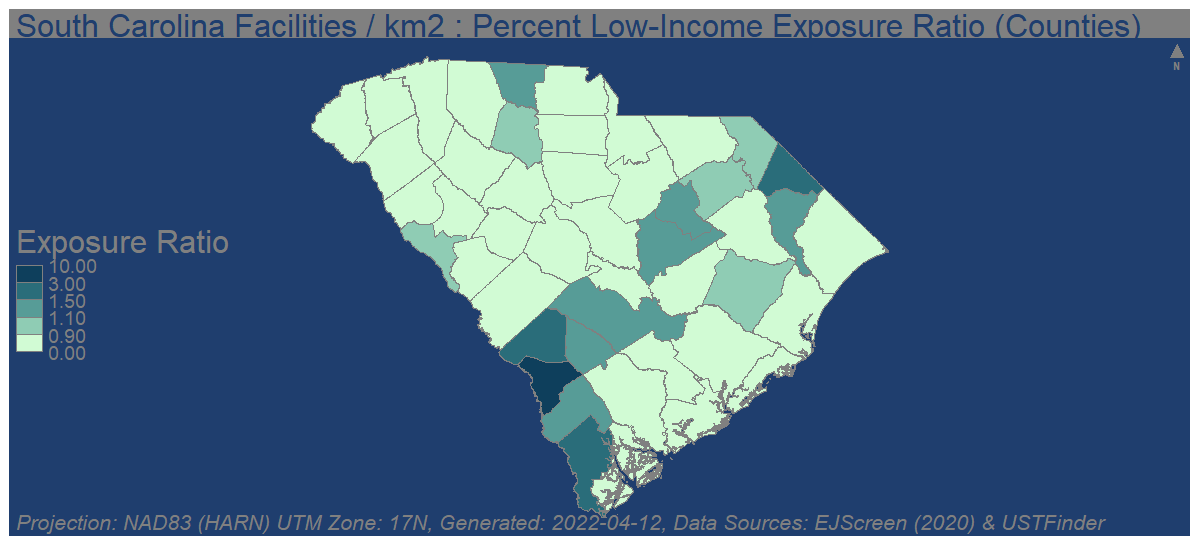 South Carolina Facilities / km2 : Percent Low-Income Exposure Ratio (Counties)
N
Exposure Ratio
10.00
3.00
1.50
1.10
0.90
0.00
Projection: NAD83 (HARN) UTM Zone: 17N, Generated: 2022-04-12, Data Sources: EJScreen (2020) & USTFinder